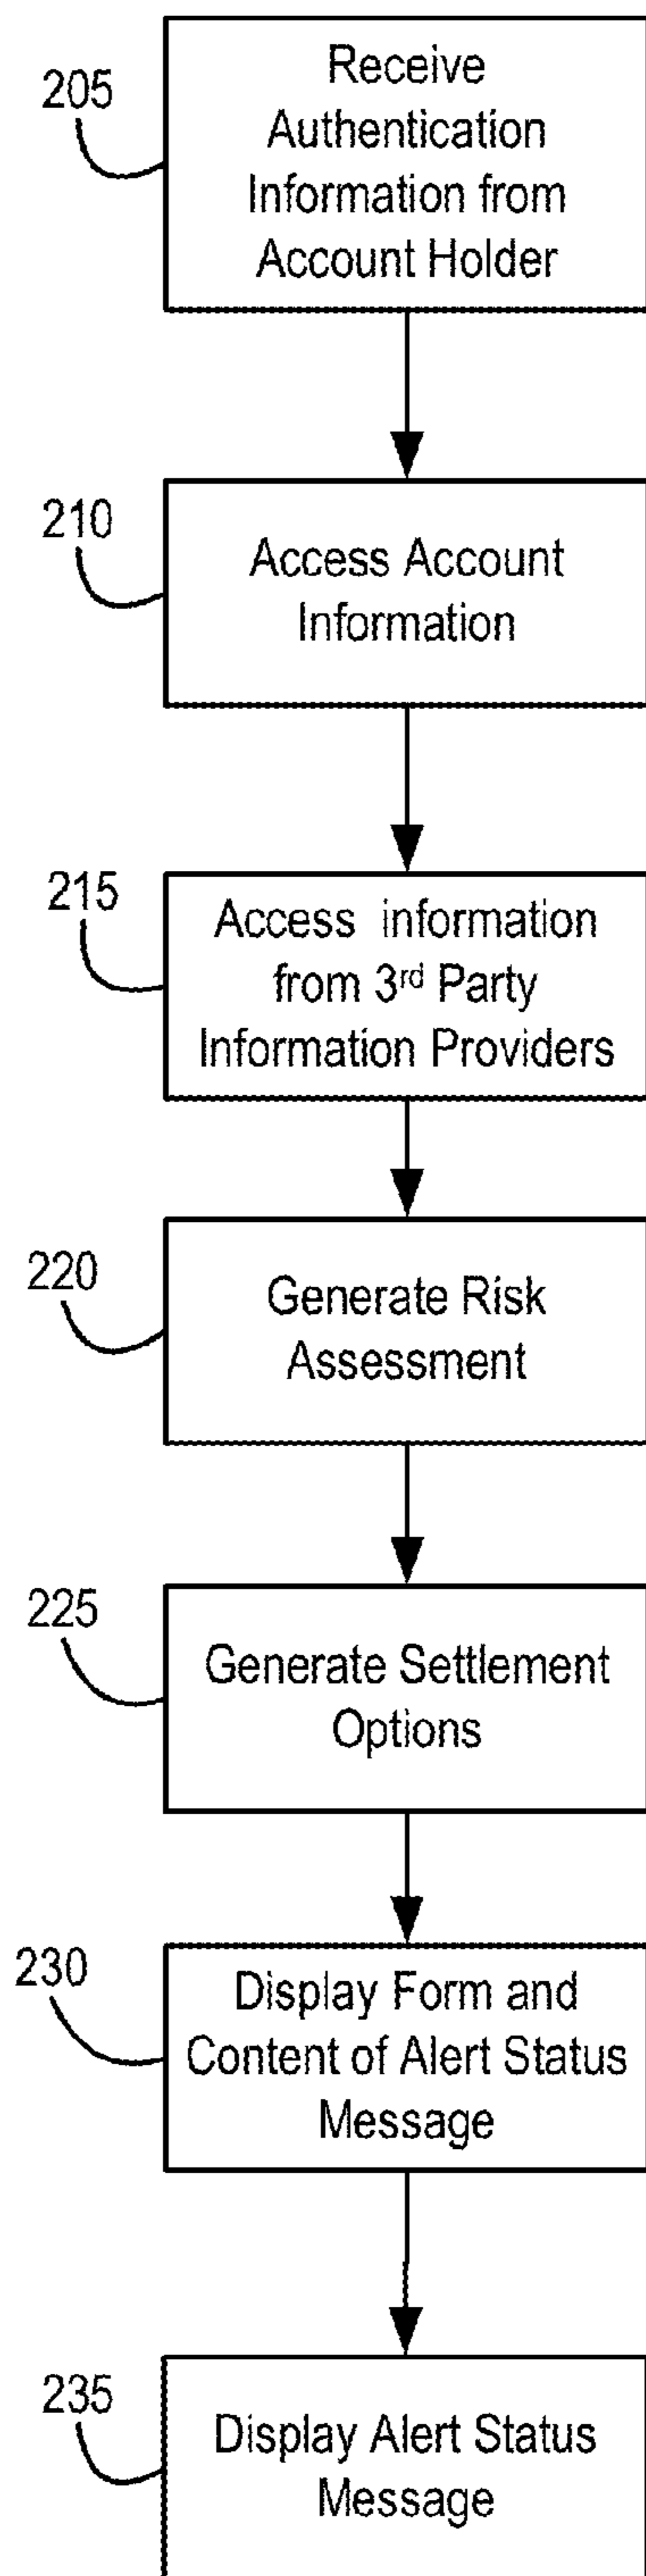 205
Receive
Authentication
Information from
Account Holder
210
Access Account
Information
215
Access information
from 3rd Party
Information Providers
220
Generate Risk
Assessment
225
Generate Settlement
Options
230
Display Form and
Content of Alert Status
Message
235
Display Alert Status
Message